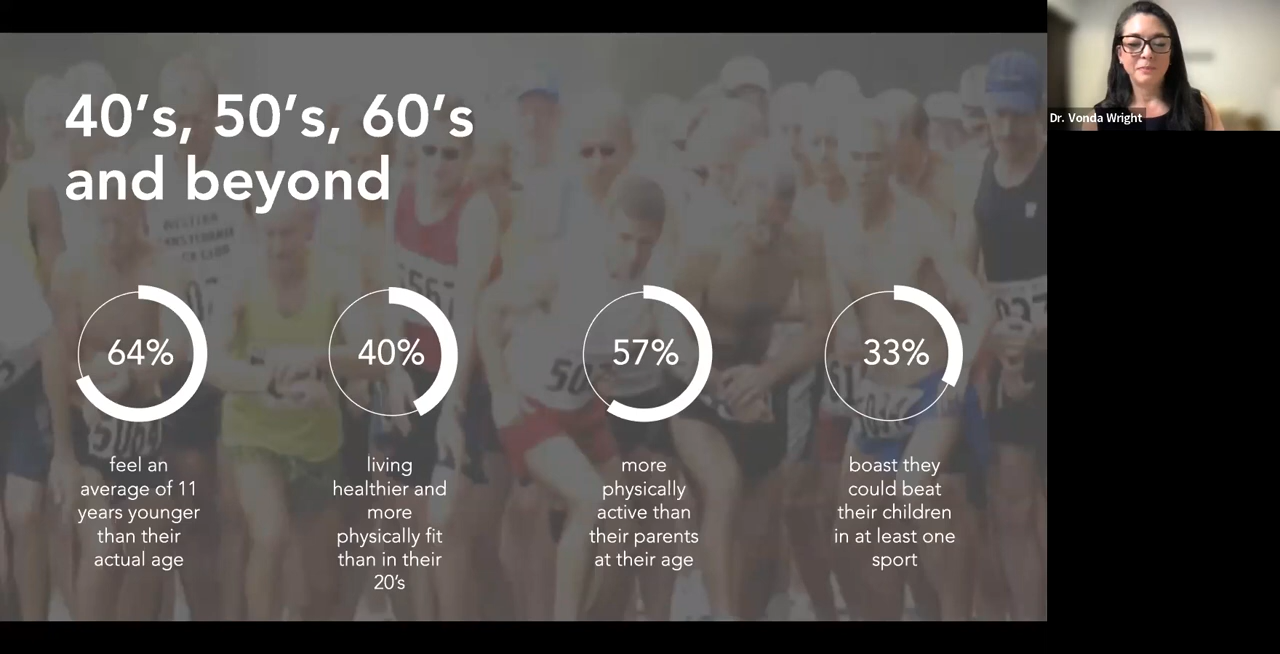 40's, 50's, 60's
and beyond
64%
feel an
average of 11
years younger
than their
actual age
40%
living
healthier and
more
physically fit
than in their
20's
57%
more
physically
active than
their parents
at their age
33%
boast they
could beat
their children
in at least one
sport
Dr. Vonda Wright